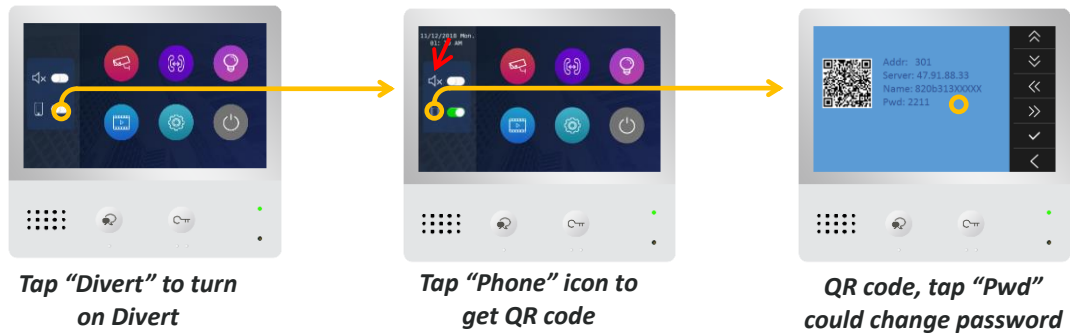 11/12/2018 Mon.
AM
Addr: 301
Server: 47.91.88.33
Name: 820b313XXXXX
Pwd: 2211
Tap “Divert” to turn
on Divert
Tap “Phone” icon to
get QR code
QR code, tap “Pwd”
could change password